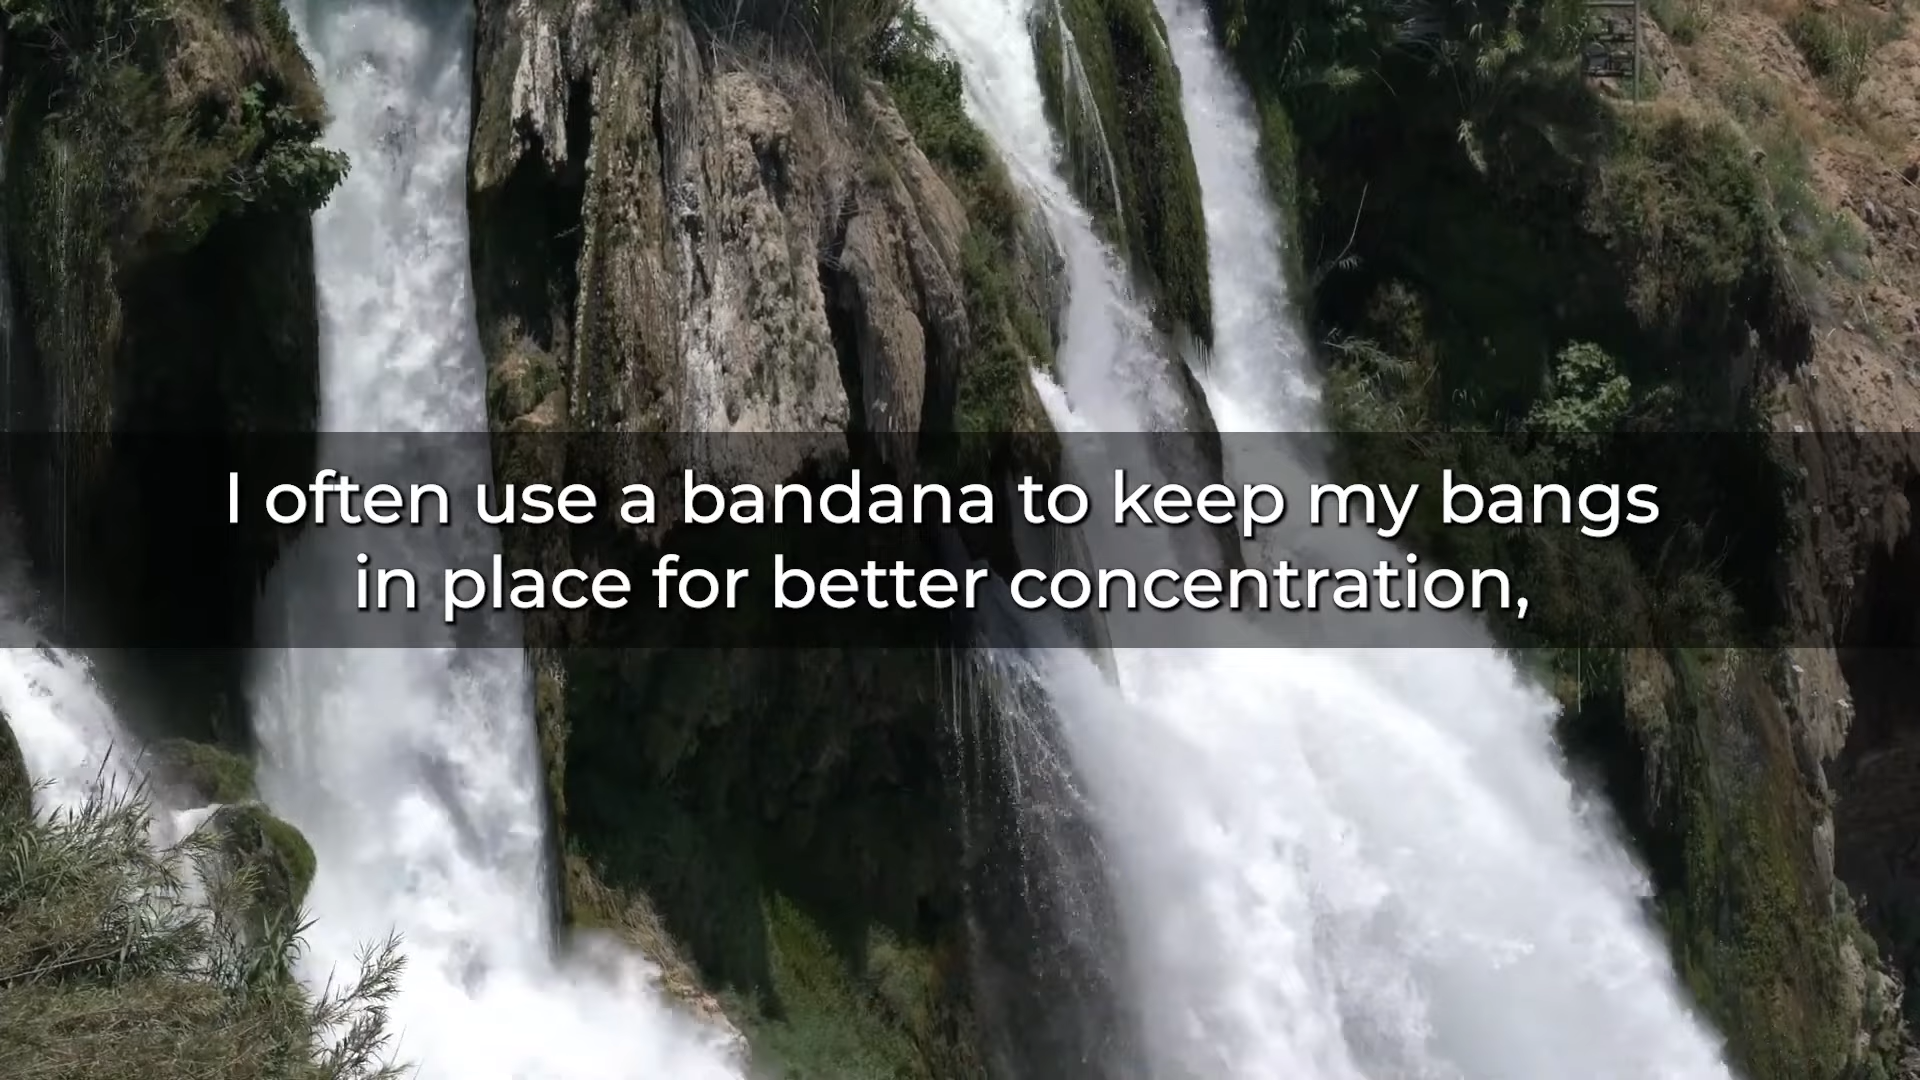 I often use a bandana to keep my bangs
in place for better concentration,